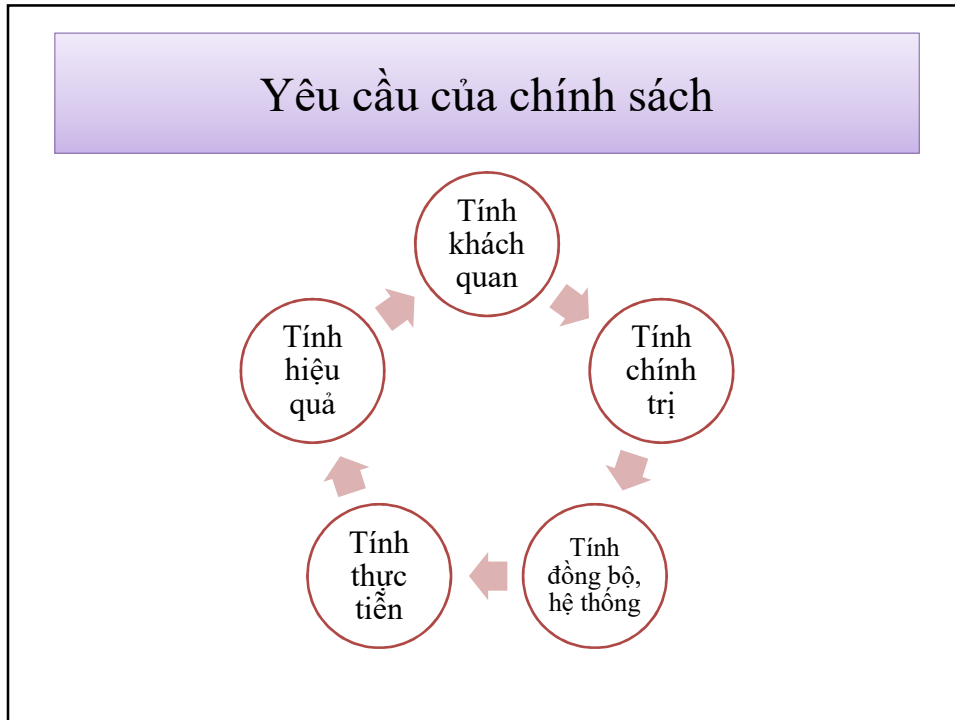 Yêu cầu của chính sách
Tính
khách
quan
Tính
chính
trị
Tính
đồng bộ,
hệ thống
Tính
thực
tiễn
Tính
hiệu
quả